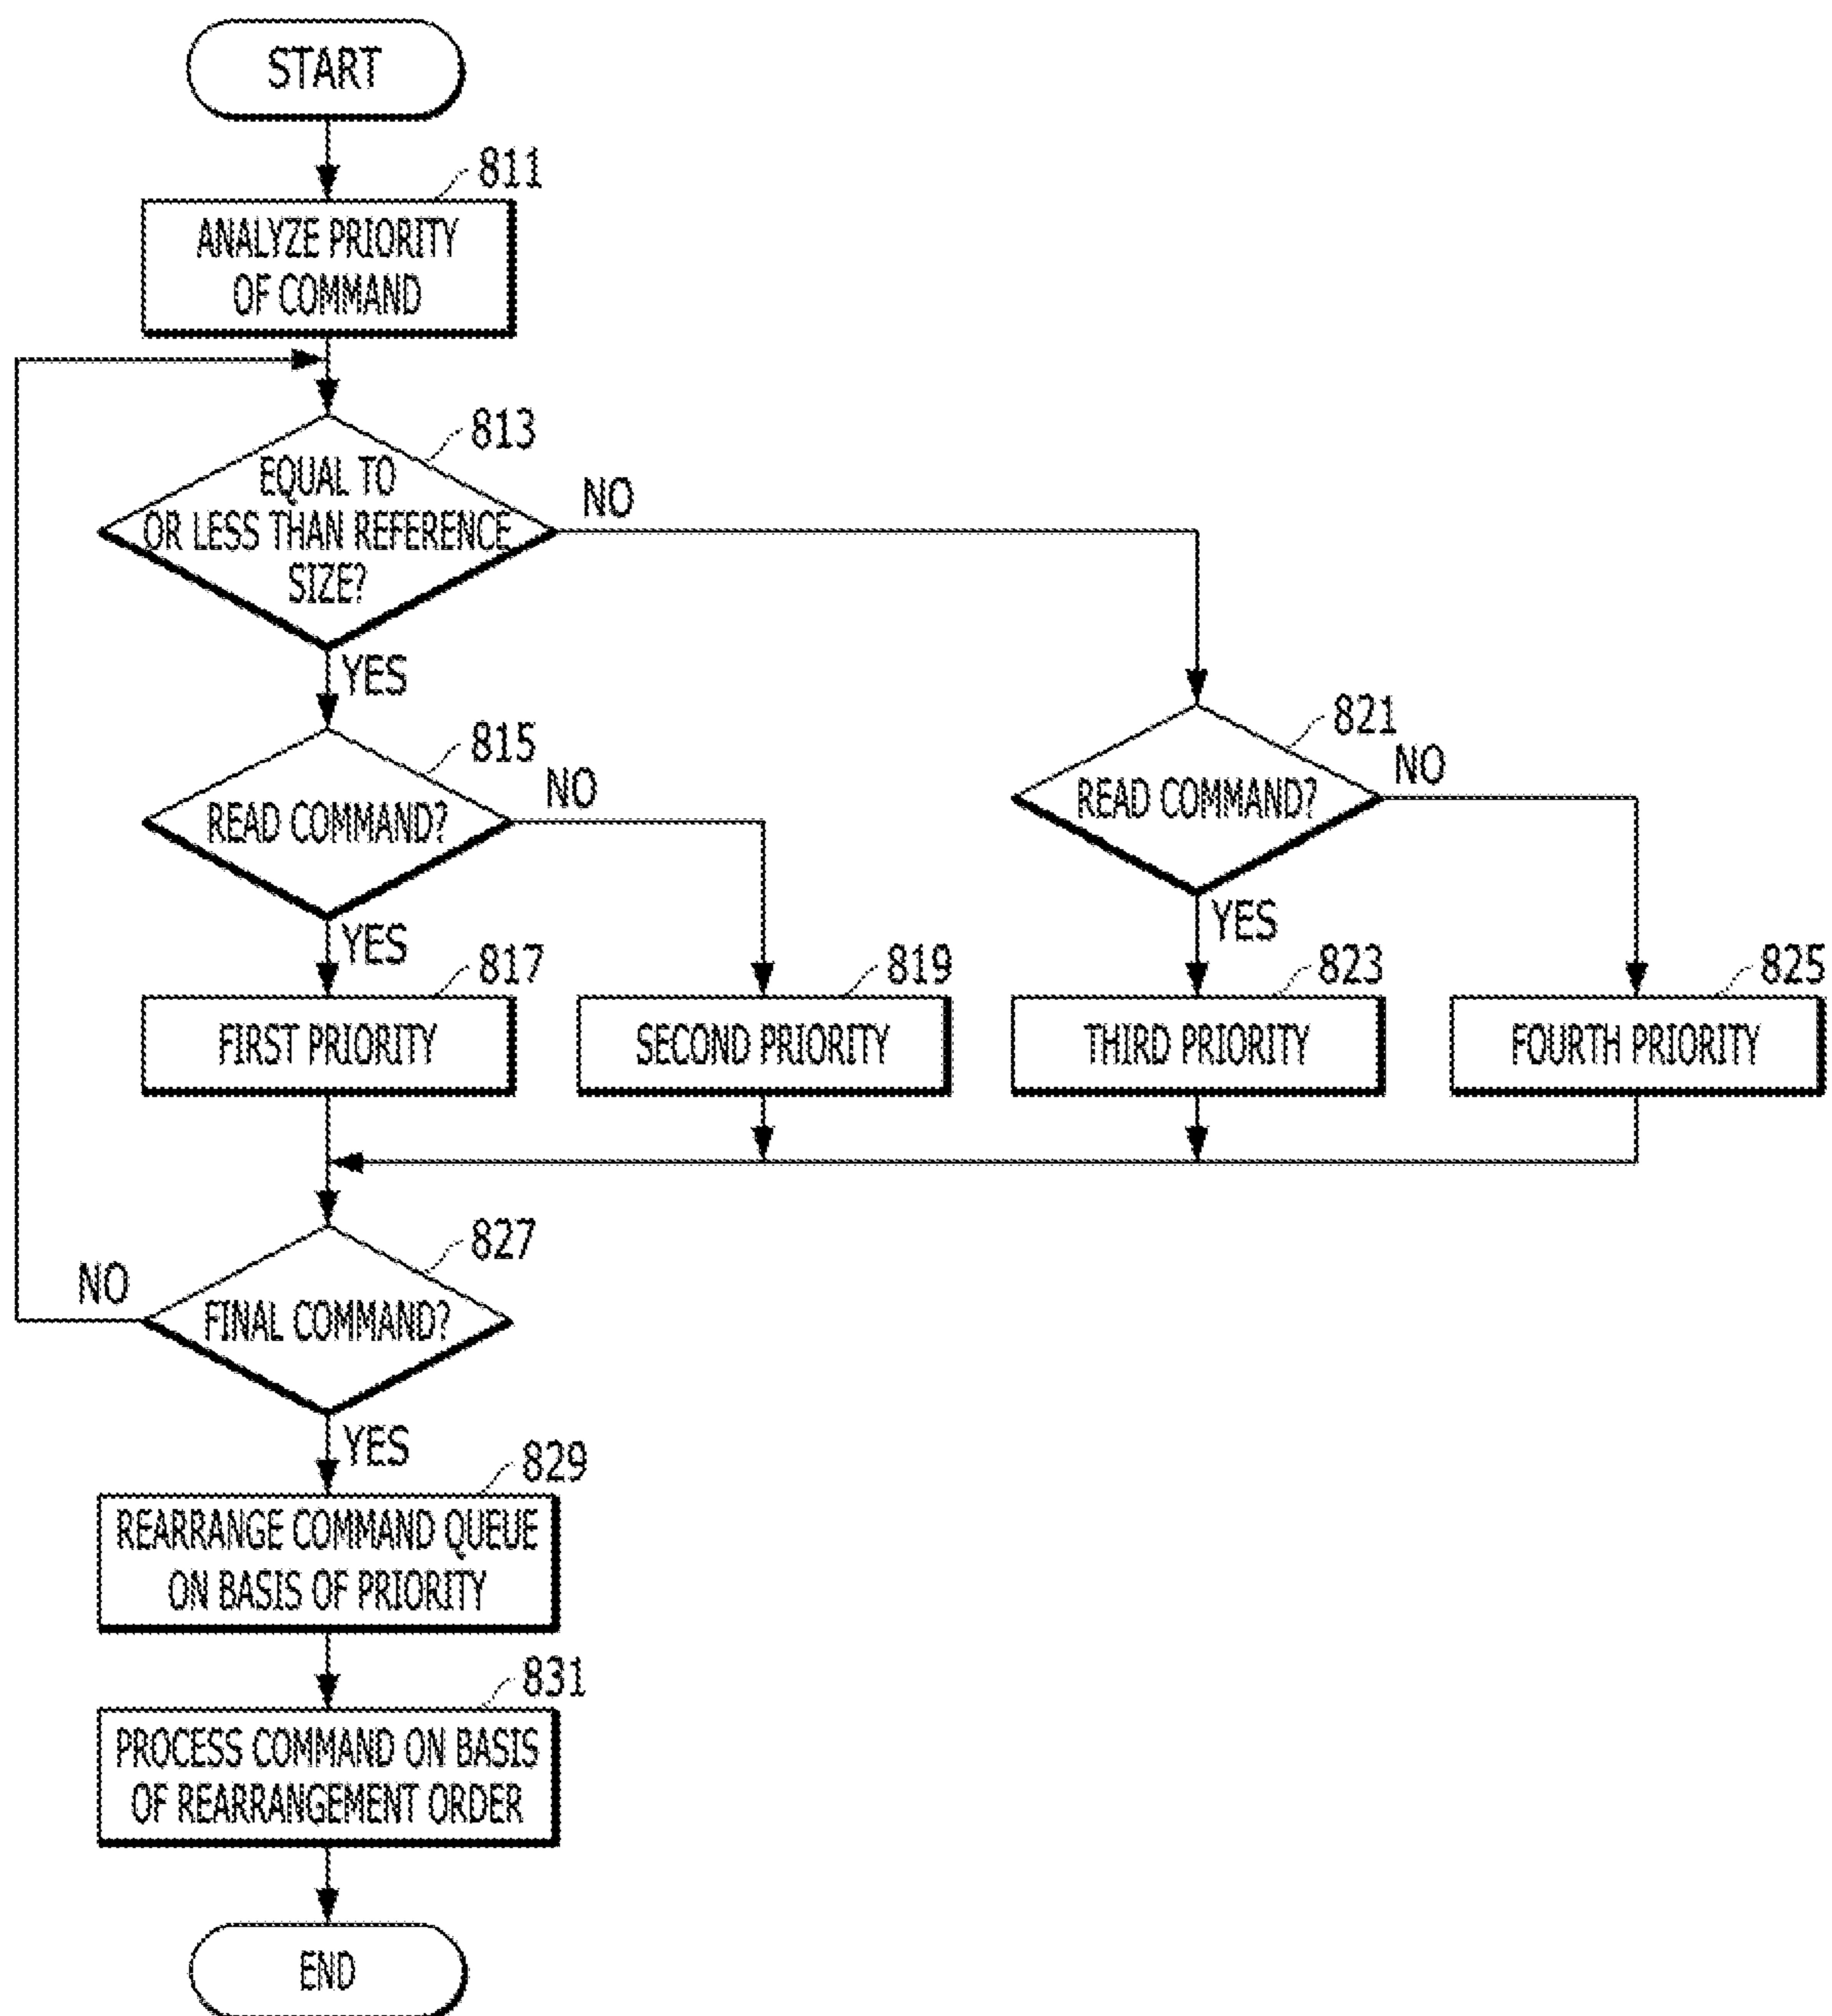 START
811
ANALYZE PRIORITY
OF COMMAND
813
EQUAL TO
OR LESS THAN REFERENCE
SIZE?
NO
YES
815
READ COMMAND?
NO
YES
821
READ COMMAND?
NO
YES
817
FIRST PRIORITY
819
SECOND PRIORITY
823
THIRD PRIORITY
825
FOURTH PRIORITY
827
FINAL COMMAND?
NO
YES
829
REARRANGE COMMAND QUEUE
ON BASIS OF PRIORITY
831
PROCESS COMMAND ON BASIS
OF REARRANGEMENT ORDER
END